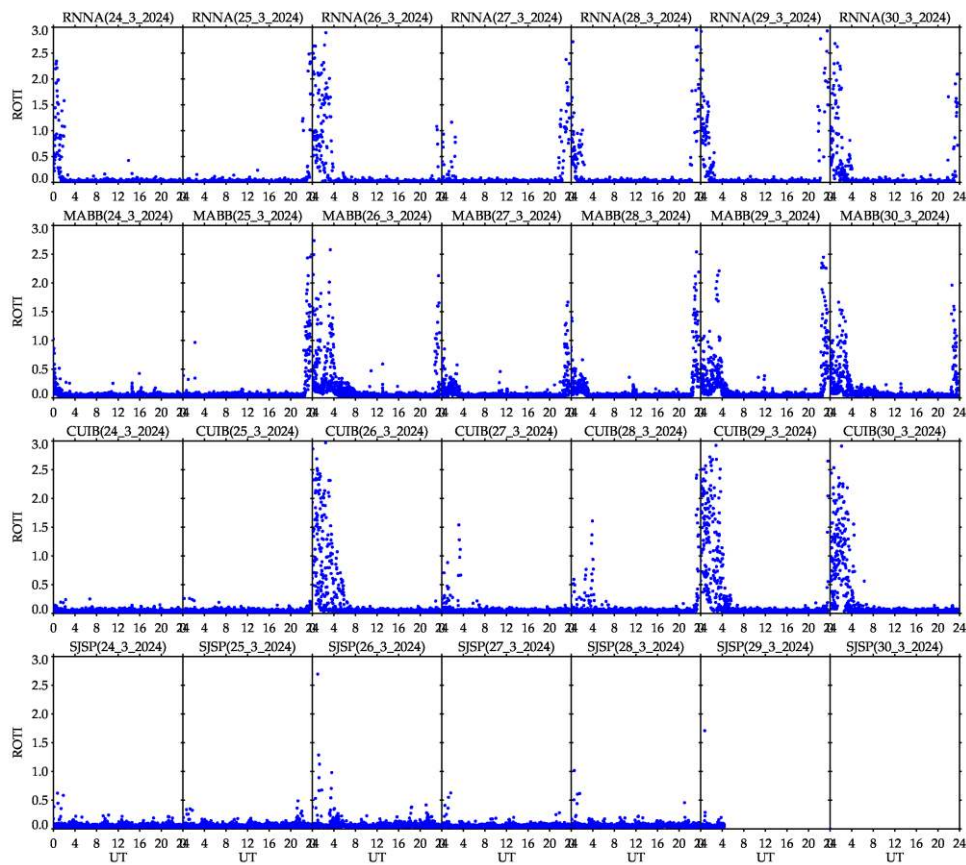 RNNA(24_3_2024) RNNA(25_3_2024) RNNA(26_3_2024) RNNA(27_3_2024) RNNA(28_3_2024) RNNA(29_3_2024) RNNA(30_3_2024)
3.0
2.5
2.0
ROTI
1.5
1.0
0.5
0.0
0 4 8 12 16 20 24 4 8 12 16 20 24 4 8 12 16 20 24 4 8 12 16 20 24 4 8 12 16 20 24 4 8 12 16 20 24 4 8 12 16 20 24
MABB(24_3_2024) MABB(25_3_2024) MABB(26_3_2024) MABB(27_3_2024) MABB(28_3_2024) MABB(29_3_2024) MABB(30_3_2024)
3.0
2.5
2.0
ROTI
1.5
1.0
0.5
0.0
0 4 8 12 16 20 24 4 8 12 16 20 24 4 8 12 16 20 24 4 8 12 16 20 24 4 8 12 16 20 24 4 8 12 16 20 24 4 8 12 16 20 24
CUIB(24_3_2024) CUIB(25_3_2024) CUIB(26_3_2024) CUIB(27_3_2024) CUIB(28_3_2024) CUIB(29_3_2024) CUIB(30_3_2024)
3.0
2.5
2.0
ROTI
1.5
1.0
0.5
0.0
0 4 8 12 16 20 24 4 8 12 16 20 24 4 8 12 16 20 24 4 8 12 16 20 24 4 8 12 16 20 24 4 8 12 16 20 24 4 8 12 16 20 24
SJSP(24_3_2024) SJSP(25_3_2024) SJSP(26_3_2024) SJSP(27_3_2024) SJSP(28_3_2024) SJSP(29_3_2024) SJSP(30_3_2024)
3.0
2.5
2.0
ROTI
1.5
1.0
0.5
0.0
0 4 8 12 16 20 24 4 8 12 16 20 24 4 8 12 16 20 24 4 8 12 16 20 24 4 8 12 16 20 24 4 8 12 16 20 24 4 8 12 16 20 24
UT UT UT UT UT UT UT